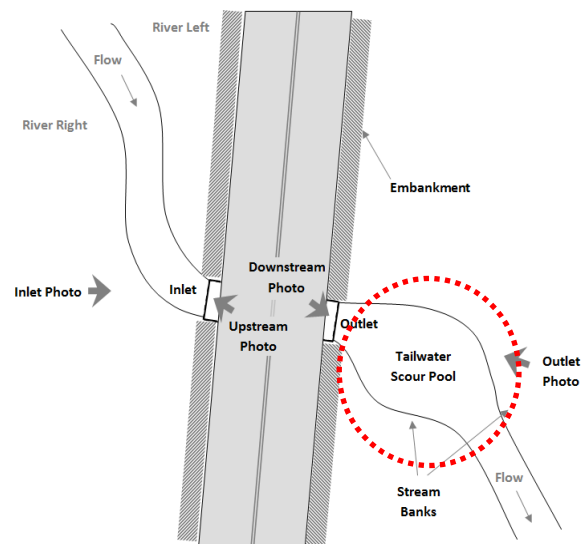 River Left
Flow
River Right
Embankment
Inlet Photo
Inlet
Downstream
Photo
Upstream
Photo
Outlet
Tailwater
Scour Pool
Outlet
Photo
Stream
Banks
Flow